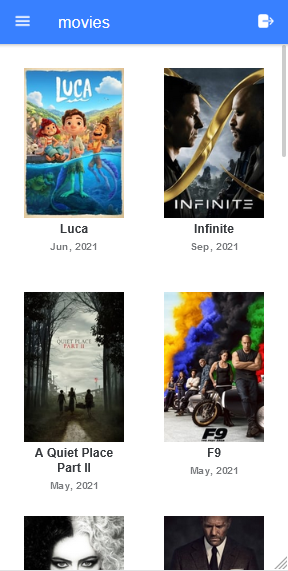 movies
LUCA
INFINITE
Luca
Jun, 2021
Infinite
Sep, 2021
A QUIET PLACE
PART II
F9
A Quiet Place
Part II
May, 2021
F9
May, 2021